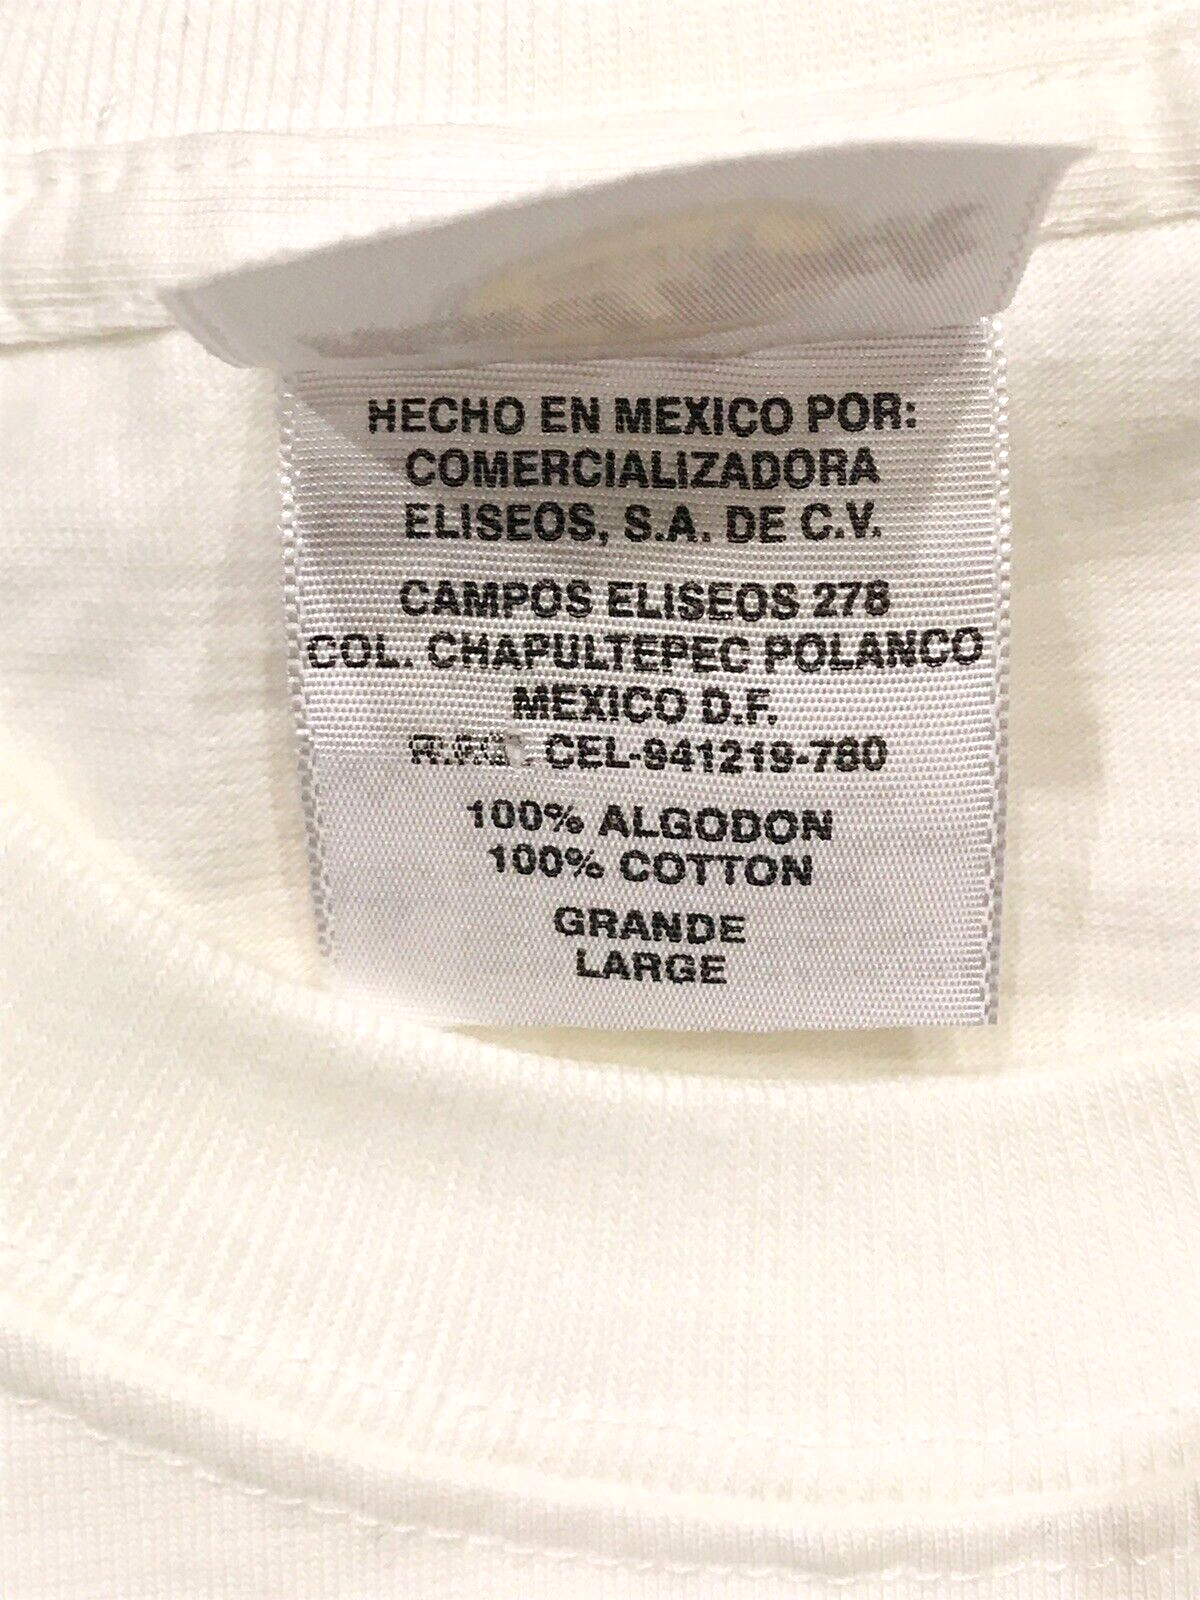 HECHO EN MEXICO POR:
COMERCIALIZADORA
ELISEOS, S.A. DE C.V.
CAMPOS ELISEOS 278
COL. CHAPULTEPEC POLANCO
MEXICO D.F.
CEL-941219-780
100% ALGODON
100% COTTON
GRANDE
LARGE